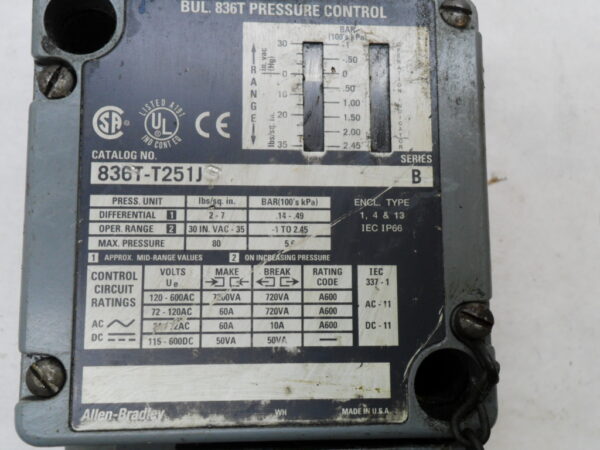 BUL. 836T PRESSURE CONTROL
BAR
(100's kPa)
RANGE
in. vac
(Hg)
lbs/sq. in.
30
0
10
20
35
-1
-.50
0
.50
1.00
1.50
2.00
2.45
SA
LISTED
UL
IND CONT EQ
CE
CATALOG NO.
SERIES
836T-T251J
B
PRESS. UNIT lbs/sq. in. BAR(100's kPa)
DIFFERENTIAL 1 2 - 7 .14 - .49
OPER. RANGE 2 30 IN. VAC - 35 -1 TO 2.45
MAX. PRESSURE 80
ENCL. TYPE
1, 4 & 13
IEC IP66
1 APPROX. MID-RANGE VALUES 2 ON INCREASING PRESSURE
CONTROL
CIRCUIT
RATINGS
AC
DC
VOLTS Ue MAKE BREAK RATING CODE
120 - 600AC 7200VA 720VA A600
72 - 120AC 60A 720VA A600
60A 10A A600
115 - 600DC 50VA 50VA —
IEC
337 - 1
AC - 11
DC - 11
Allen-Bradley
WH
MADE IN U.S.A.